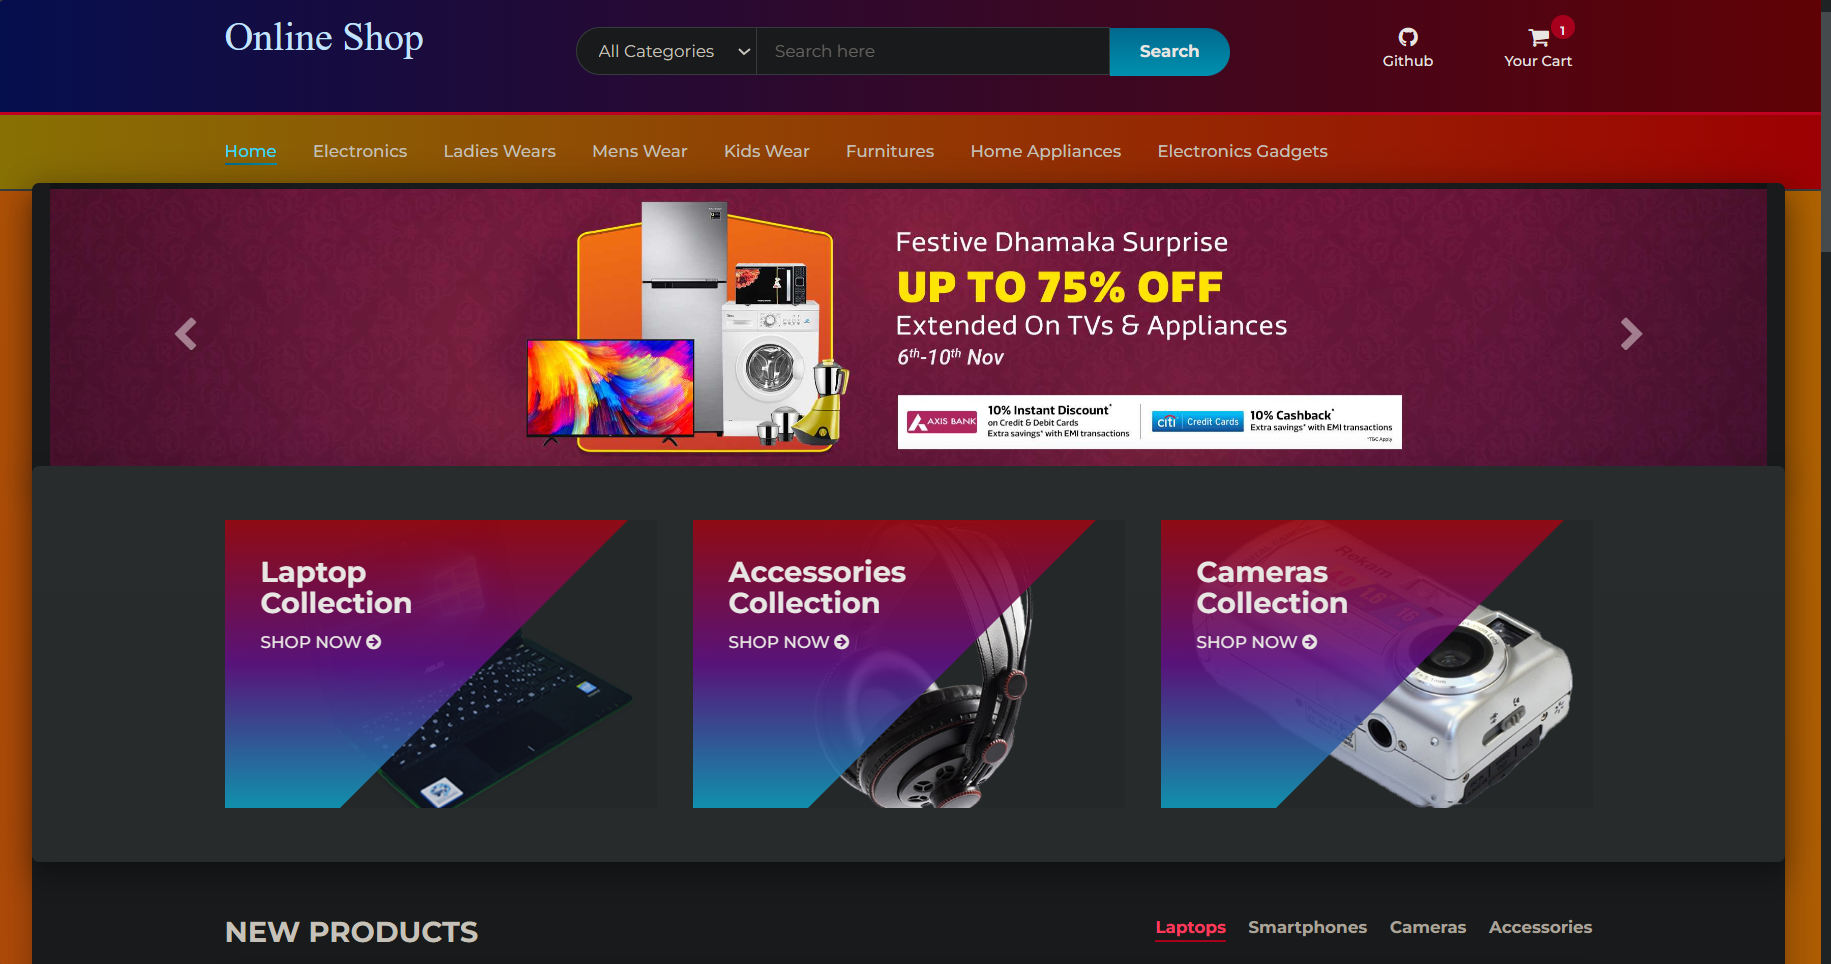 Online Shop
All Categories
Search here
Search
Github
1
Your Cart
Home
Electronics
Ladies Wears
Mens Wear
Kids Wear
Furnitures
Home Appliances
Electronics Gadgets
Festive Dhamaka Surprise
UP TO 75% OFF
Extended On TVs & Appliances
6th-10th Nov
AXIS BANK
10% Instant Discount*
on Credit & Debit Cards
Extra savings* with EMI transactions
citi Credit Cards
10% Cashback*
Extra savings* with EMI transactions
*T&C Apply
Laptop
Collection
SHOP NOW
Accessories
Collection
SHOP NOW
Cameras
Collection
SHOP NOW
Rekam
NEW PRODUCTS
Laptops
Smartphones
Cameras
Accessories